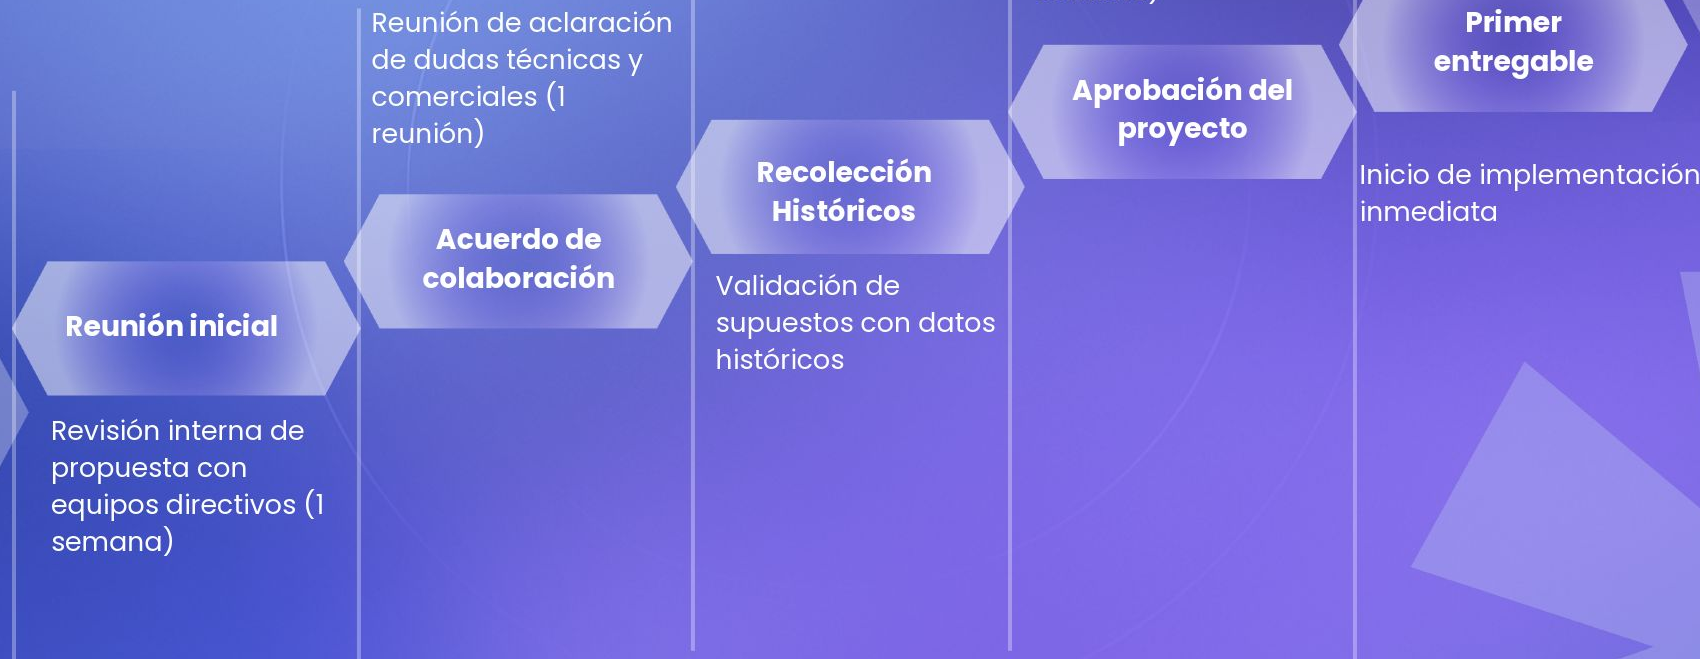 Reunión inicial
Revisión interna de
propuesta con
equipos directivos (1
semana)
Reunión de aclaración
de dudas técnicas y
comerciales (1
reunión)
Acuerdo de
colaboración
Recolección
Históricos
Validación de
supuestos con datos
históricos
Aprobación del
proyecto
Primer
entregable
Inicio de implementación
inmediata